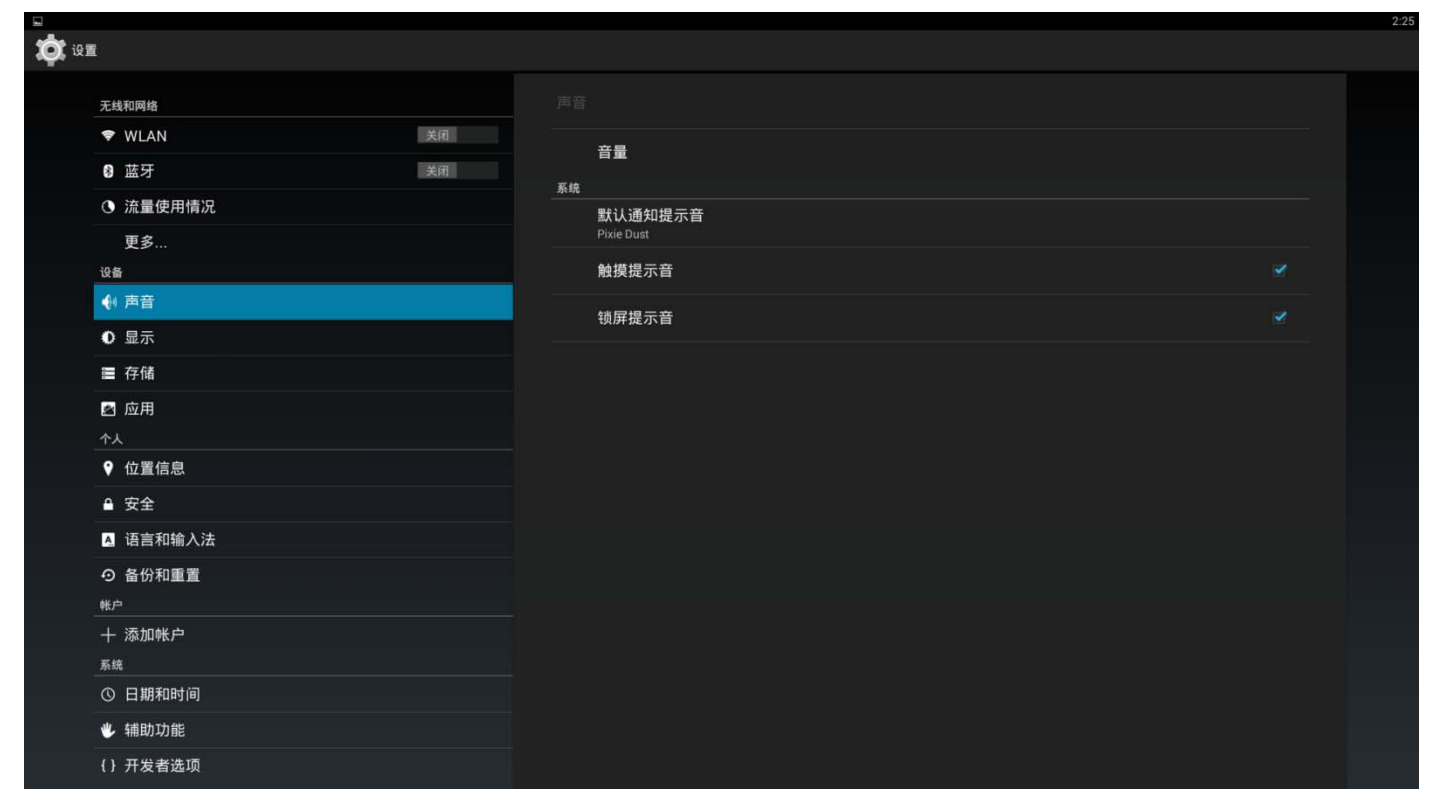 2:25
设置
无线和网络
WLAN 关闭
蓝牙 关闭
流量使用情况
更多...
设备
声音
显示
存储
应用
个人
位置信息
安全
语言和输入法
备份和重置
帐户
添加帐户
系统
日期和时间
辅助功能
{} 开发者选项
声音
音量
系统
默认通知提示音
Pixie Dust
触摸提示音
锁屏提示音